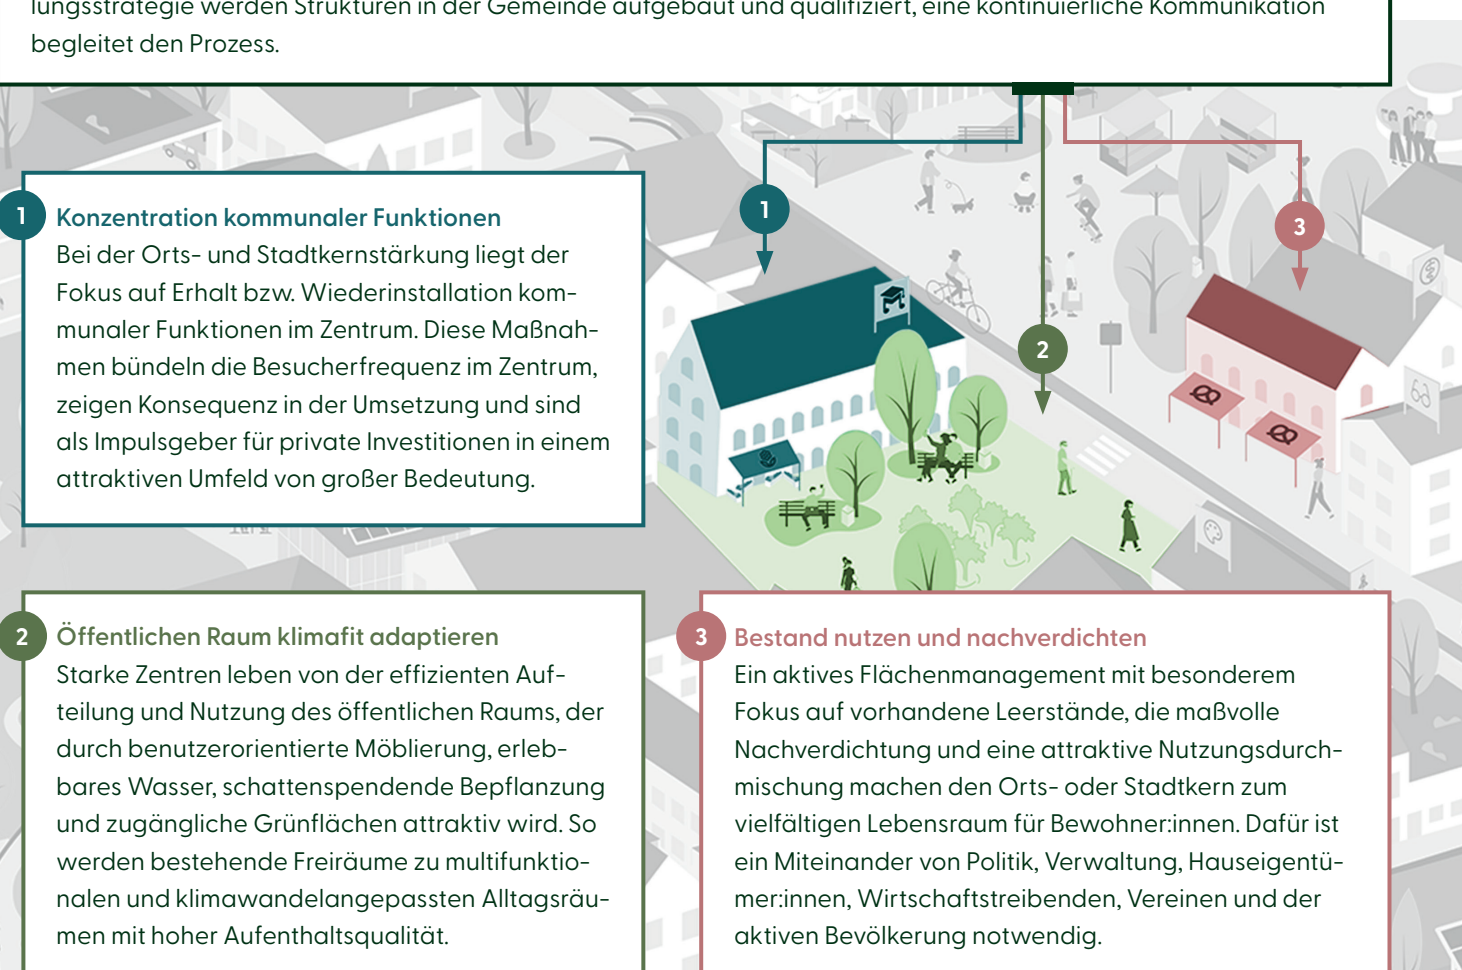 lungsstrategie werden Strukturen in der Gemeinde aufgebaut und qualifiziert, eine kontinuierliche Kommunikation
begleitet den Prozess.
1
2
3
1 Konzentration kommunaler Funktionen
Bei der Orts- und Stadtkernstärkung liegt der
Fokus auf Erhalt bzw. Wiederinstallation kom-
munaler Funktionen im Zentrum. Diese Maßnah-
men bündeln die Besucherfrequenz im Zentrum,
zeigen Konsequenz in der Umsetzung und sind
als Impulsgeber für private Investitionen in einem
attraktiven Umfeld von großer Bedeutung.
2 Öffentlichen Raum klimafit adaptieren
Starke Zentren leben von der effizienten Auf-
teilung und Nutzung des öffentlichen Raums, der
durch benutzerorientierte Möblierung, erleb-
bares Wasser, schattenspendende Bepflanzung
und zugängliche Grünflächen attraktiv wird. So
werden bestehende Freiräume zu multifunktio-
nalen und klimawandelangepassten Alltagsräu-
men mit hoher Aufenthaltsqualität.
3 Bestand nutzen und nachverdichten
Ein aktives Flächenmanagement mit besonderem
Fokus auf vorhandene Leerstände, die maßvolle
Nachverdichtung und eine attraktive Nutzungsdurch-
mischung machen den Orts- oder Stadtkern zum
vielfältigen Lebensraum für Bewohner:innen. Dafür ist
ein Miteinander von Politik, Verwaltung, Hauseigentü-
mer:innen, Wirtschaftstreibenden, Vereinen und der
aktiven Bevölkerung notwendig.